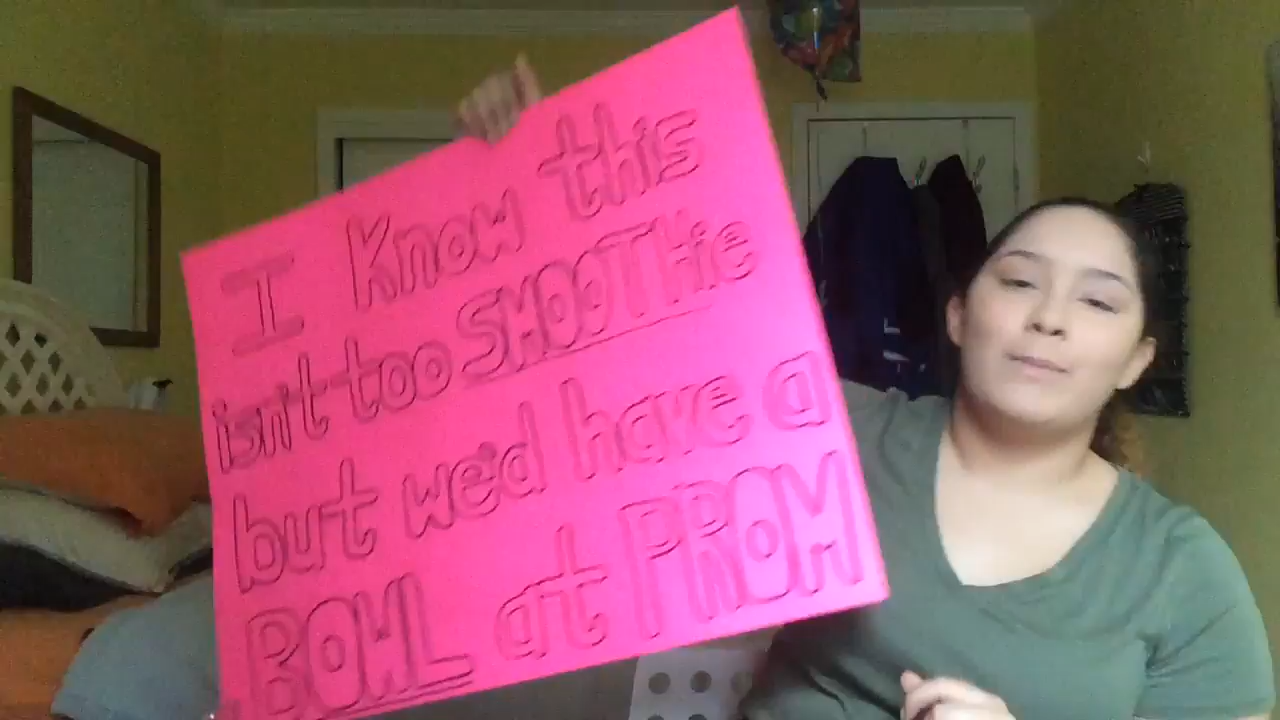 I Know this
isn't too SMOOTHie
but we'd have a
BOWL at PROM